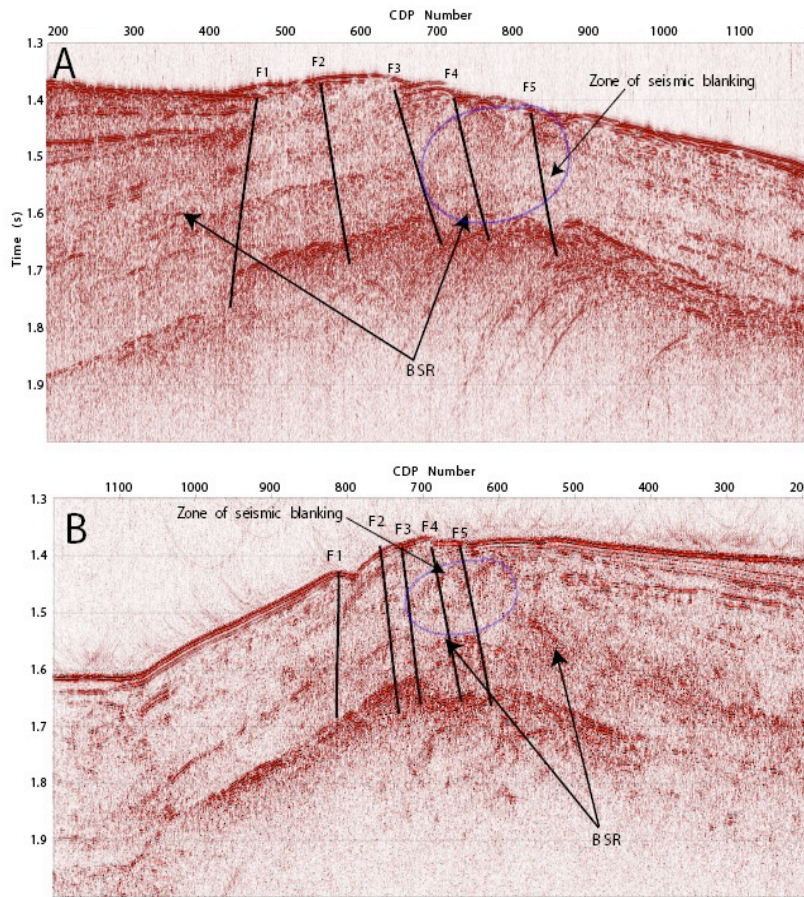 CDP Number
200 300 400 500 600 700 800 900 1000 1100
1.3
A
F1 F2 F3 F4 F5
Zone of seismic blanking
1.4
1.5
1.6
Time (s)
1.7
1.8
BSR
1.9
CDP Number
1100 1000 900 800 700 600 500 400 300 200
1.3
B
Zone of seismic blanking
F1 F2 F3 F4 F5
1.4
1.5
1.6
1.7
1.8
BSR
1.9